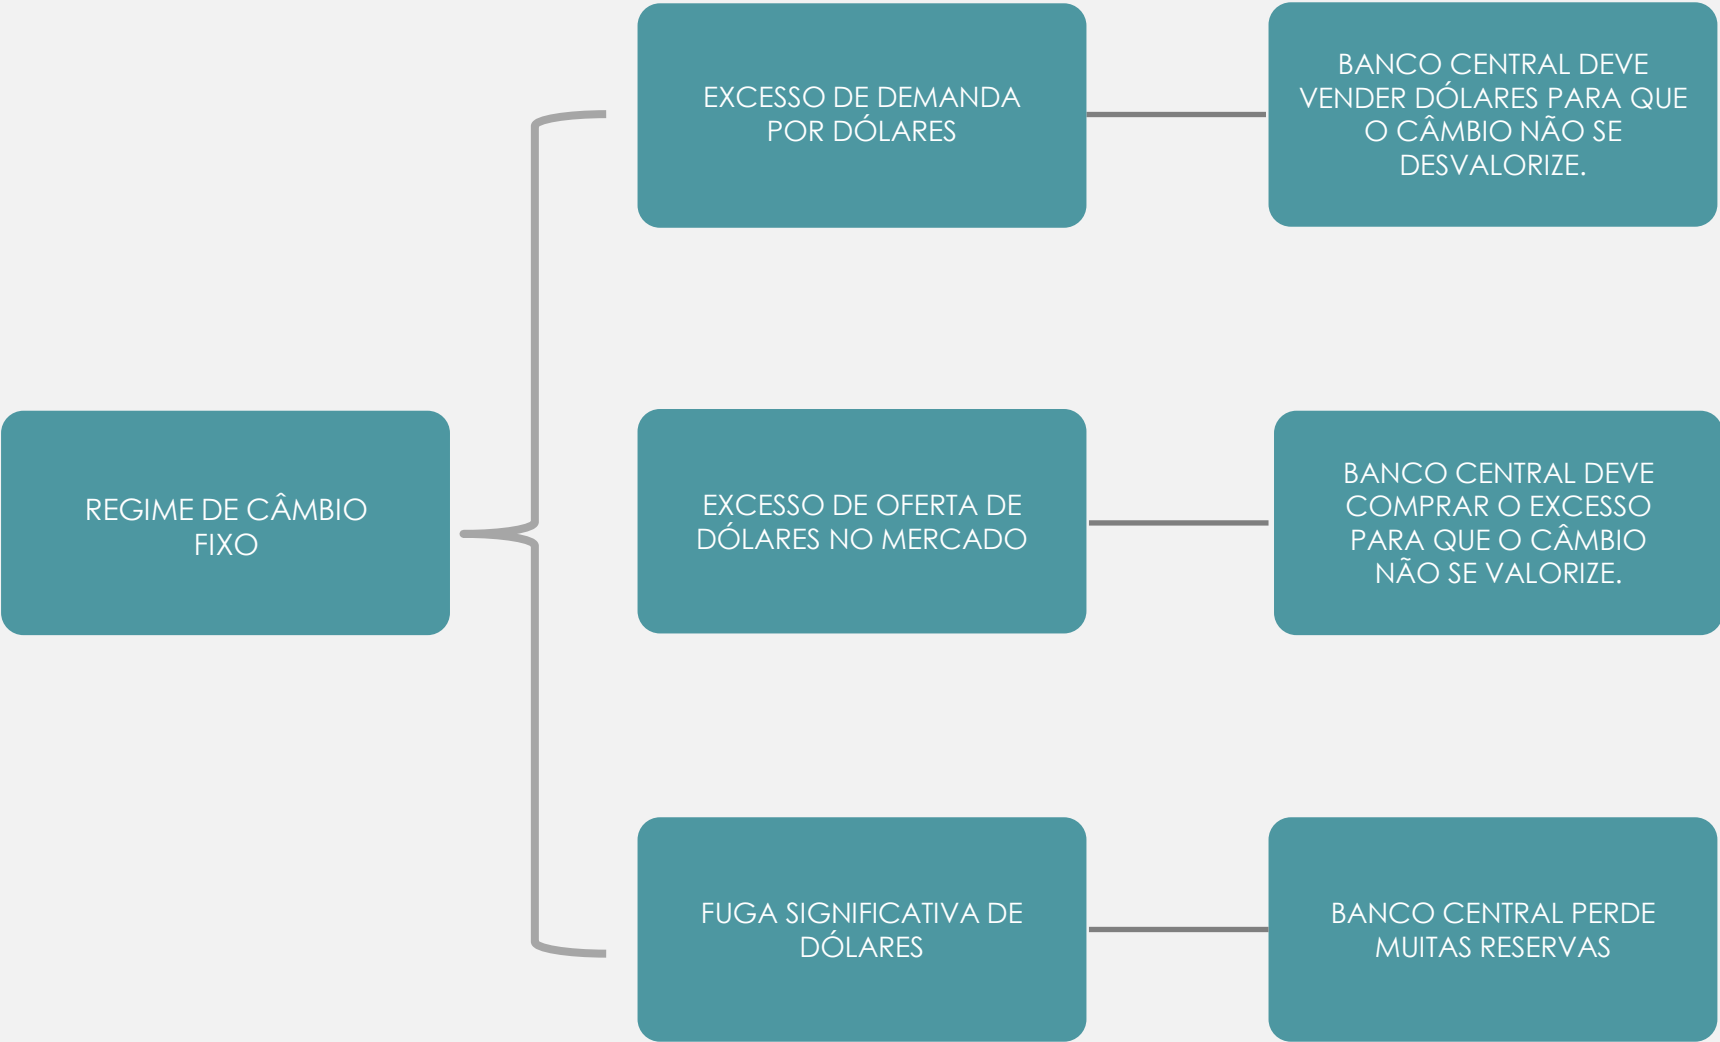 REGIME DE CÂMBIO
FIXO
EXCESSO DE DEMANDA
POR DÓLARES
BANCO CENTRAL DEVE
VENDER DÓLARES PARA QUE
O CÂMBIO NÃO SE
DESVALORIZE.
EXCESSO DE OFERTA DE
DÓLARES NO MERCADO
BANCO CENTRAL DEVE
COMPRAR O EXCESSO
PARA QUE O CÂMBIO
NÃO SE VALORIZE.
FUGA SIGNIFICATIVA DE
DÓLARES
BANCO CENTRAL PERDE
MUITAS RESERVAS